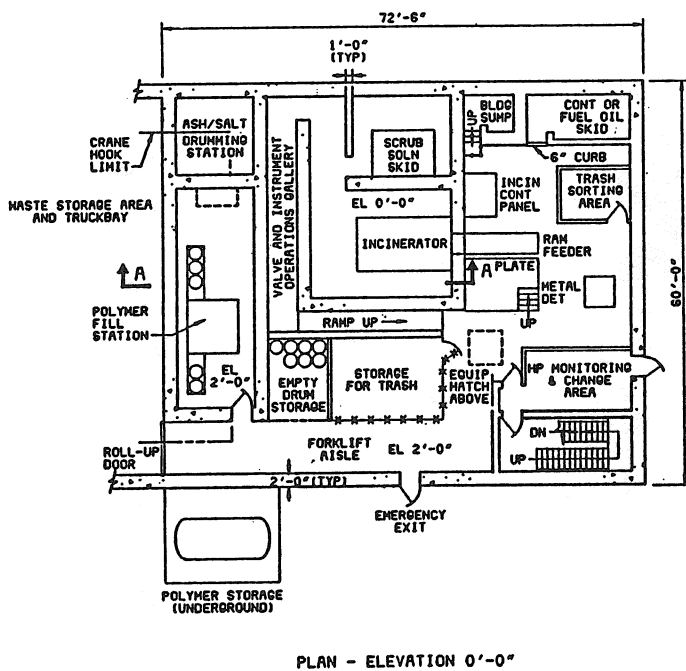 72'-6"
1'-0"
(TYP)
ASH/SALT
DRUMMING
STATION
CRANE
HOOK
LIMIT
WASTE STORAGE AREA
AND TRUCKBAY
VALVE AND INSTRUMENT
OPERATIONS GALLERY
SCRUB
SOLN
SKID
EL 0'-0"
INCINERATOR
BLDG
SUMP
UP
CONT OR
FUEL OIL
SKID
6" CURB
INCIN
CONT
PANEL
TRASH
SORTING
AREA
RAM
FEEDER
A
A
PLATE
METAL
DET
UP
60'-0"
POLYMER
FILL
STATION
EL
2'-0"
RAMP UP
EMPTY
DRUM
STORAGE
STORAGE
FOR TRASH
EQUIP
HATCH
ABOVE
HP MONITORING
& CHANGE
AREA
ROLL-UP
DOOR
FORKLIFT
AISLE
EL 2'-0"
DN
UP
2'-0"(TYP)
EMERGENCY
EXIT
POLYMER STORAGE
(UNDERGROUND)
PLAN - ELEVATION 0'-0"